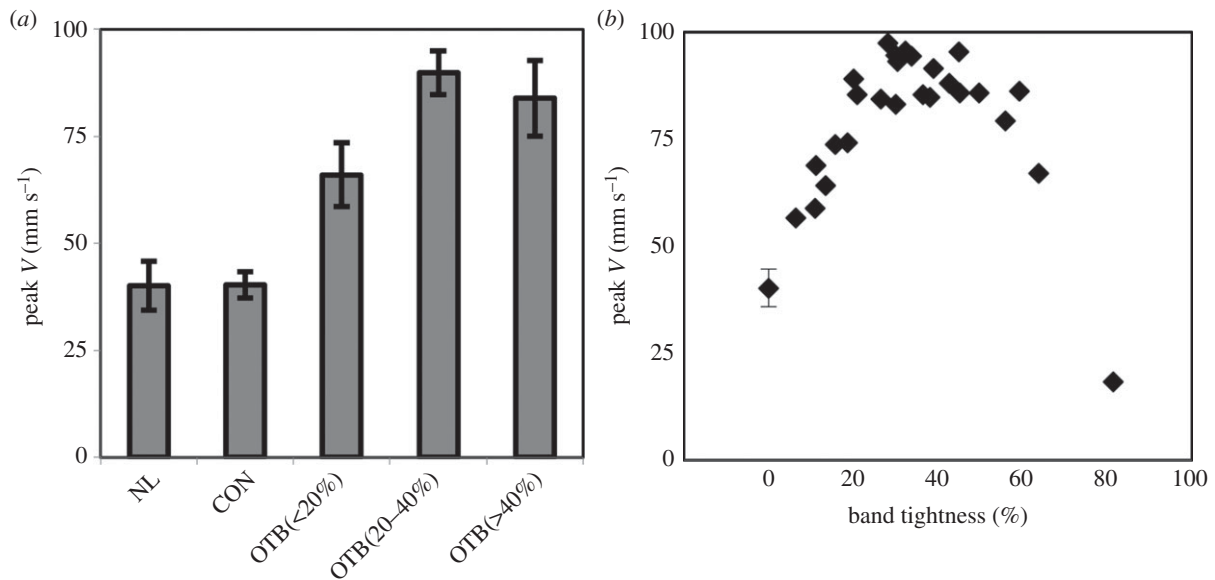 (a)
100
75
50
25
0
peak V (mm s⁻¹)
NL
CON
OTB(<20%)
OTB(20–40%)
OTB(>40%)
(b)
100
75
50
25
0
peak V (mm s⁻¹)
0 20 40 60 80 100
band tightness (%)